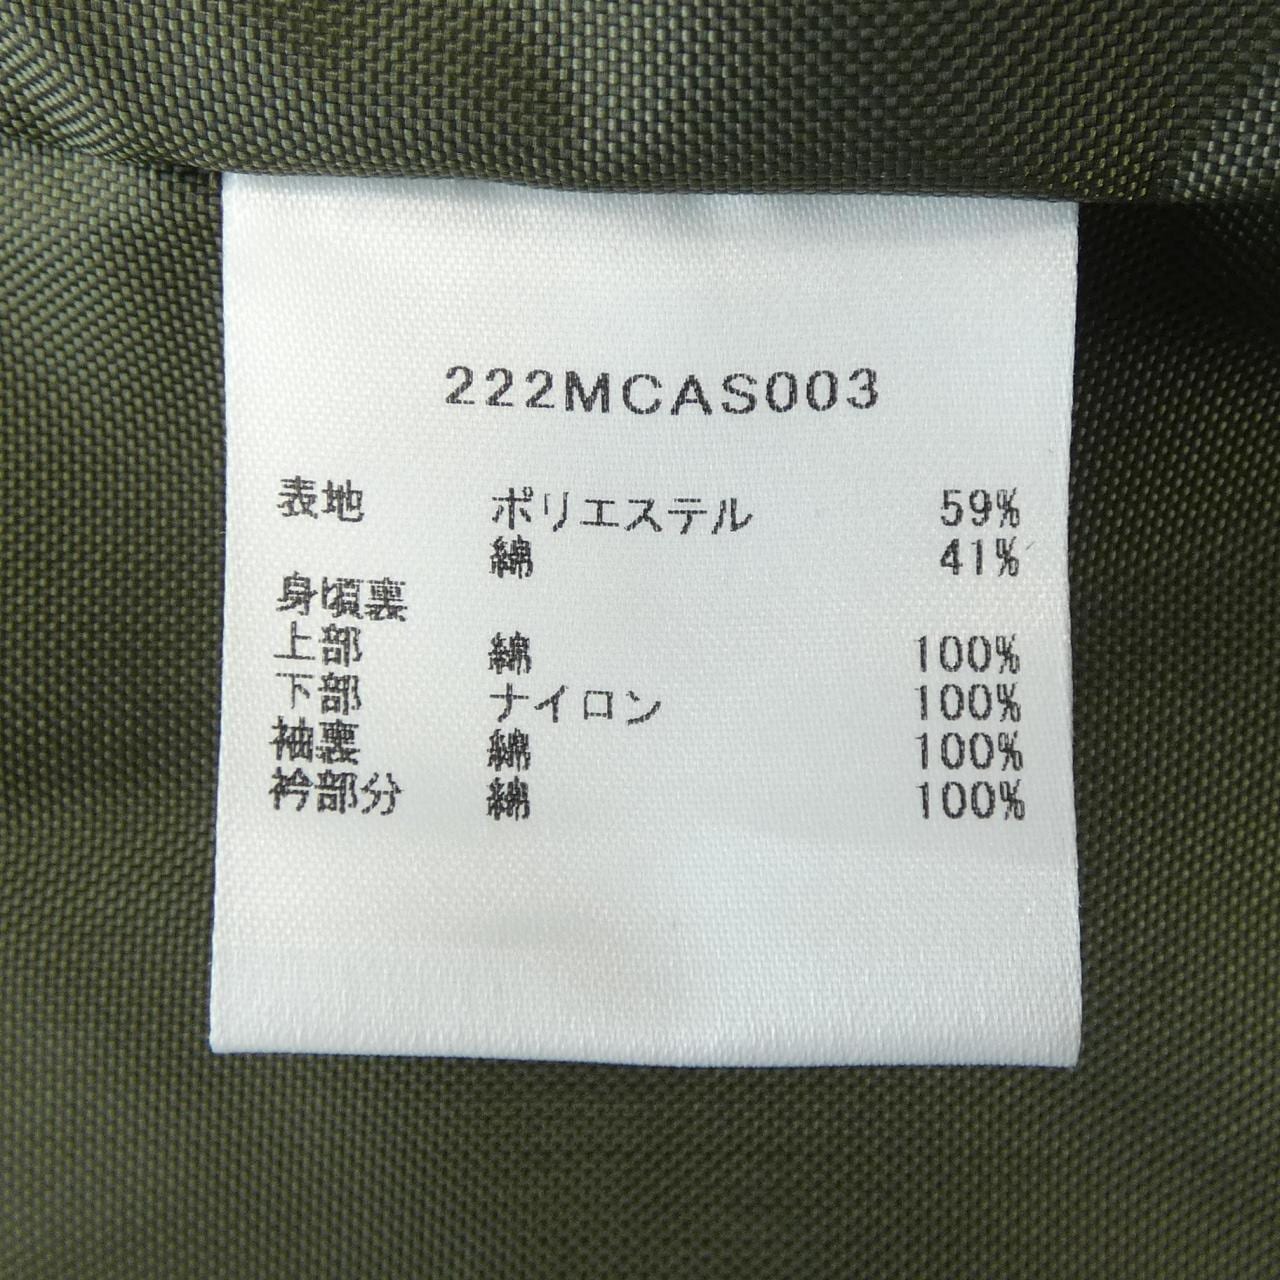 222MCAS003
表地 ポリエステル 59%
綿 41%
身頃裏
上部 綿 100%
下部 ナイロン 100%
袖裏 綿 100%
衿部分 綿 100%